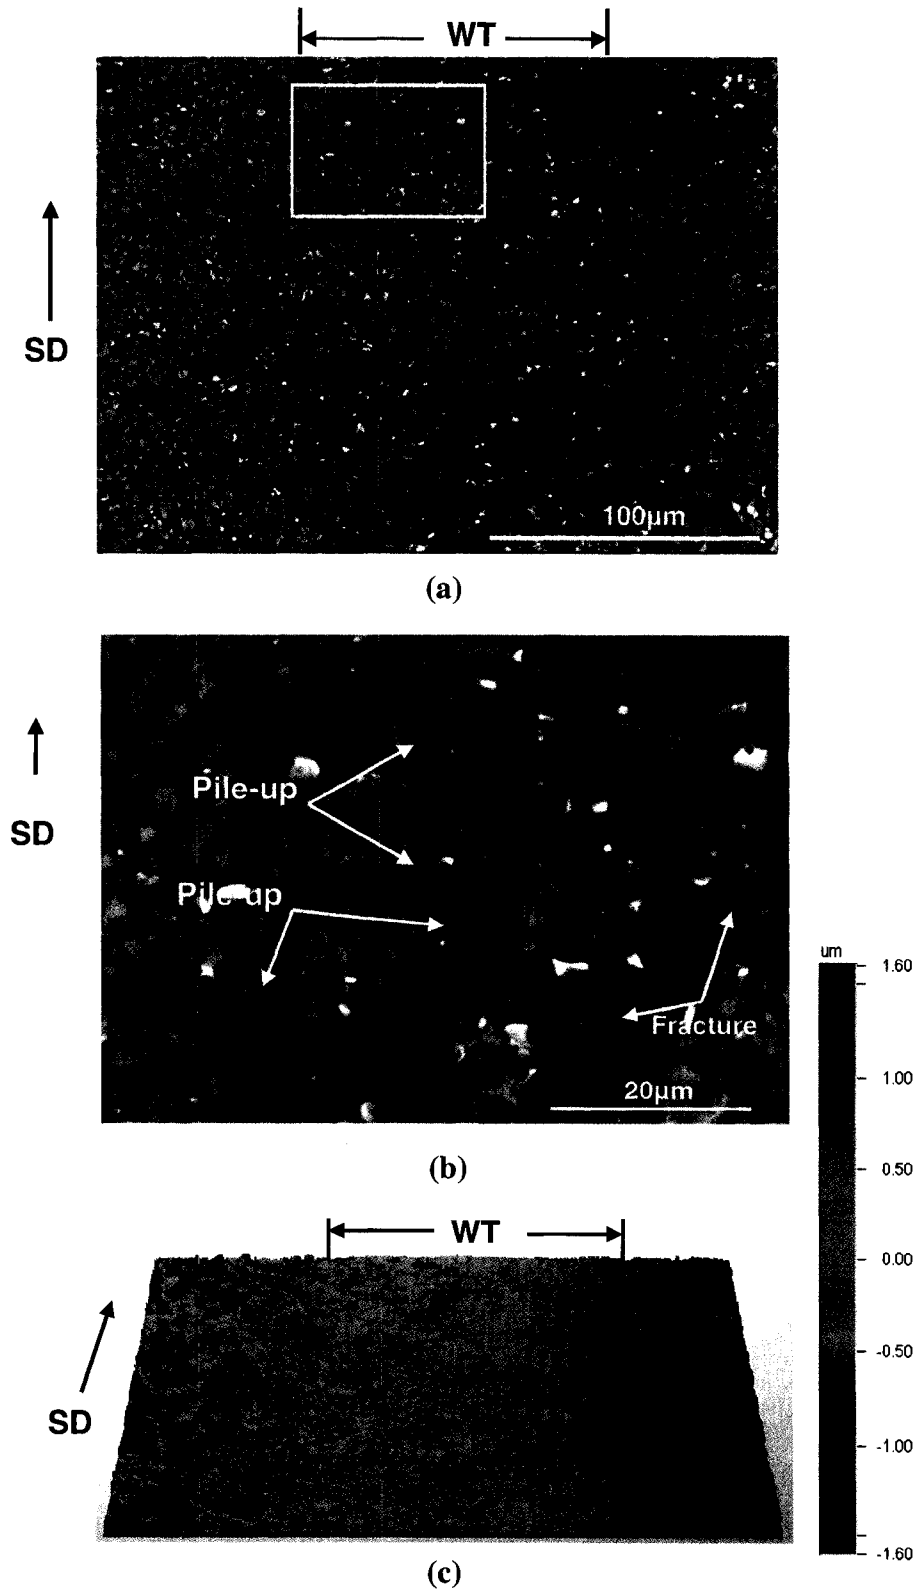 WT
SD
100µm
(a)
SD
Pile-up
Pile-up
Fracture
20µm
(b)
um
1.60
1.00
0.50
0.00
-0.50
-1.00
-1.60
WT
SD
(c)